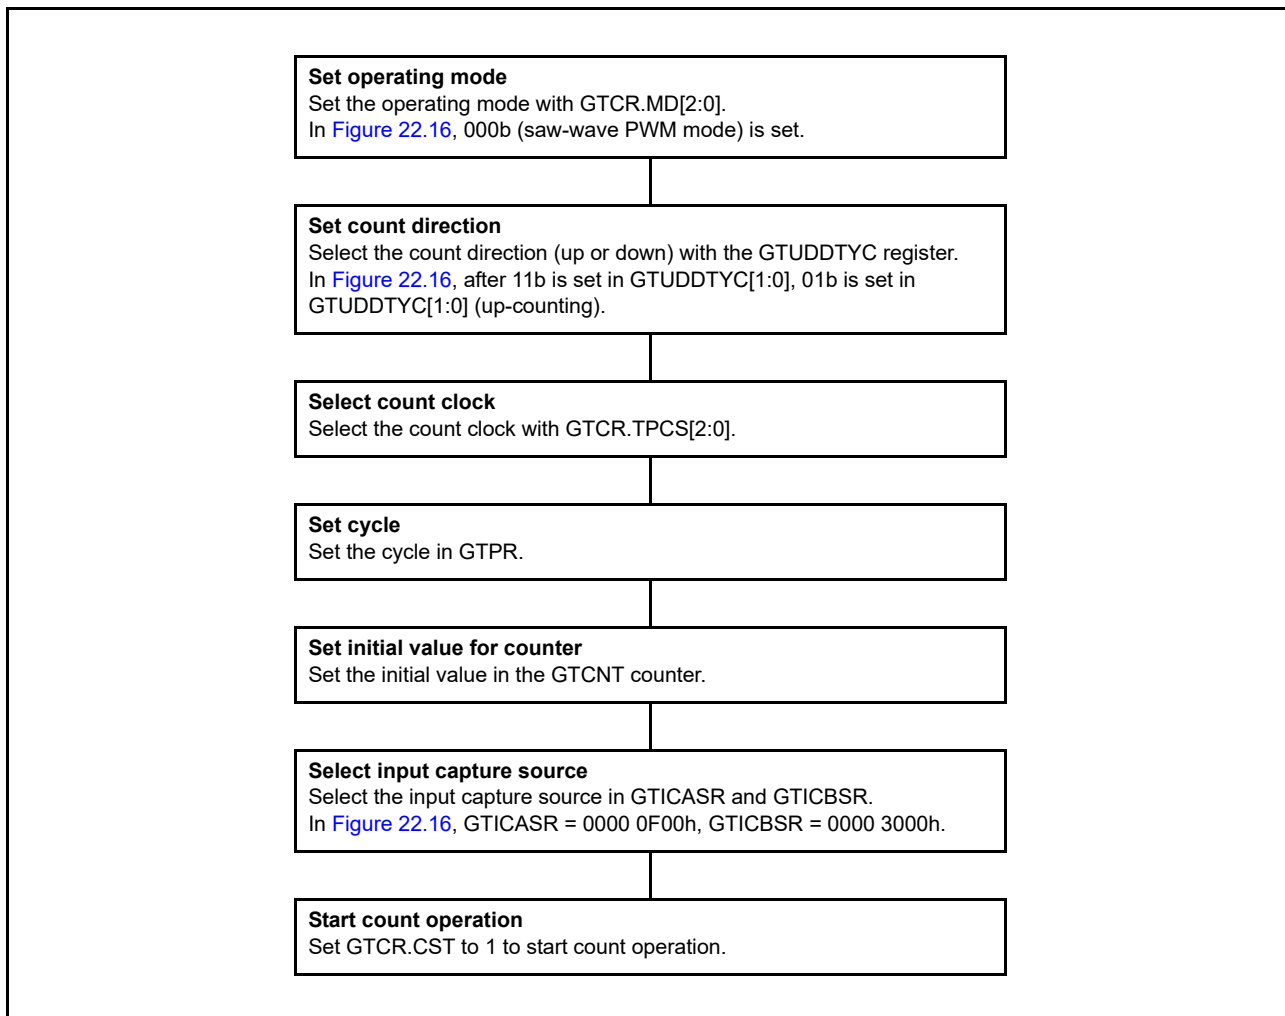 Set operating mode
Set the operating mode with GTCR.MD[2:0].
In Figure 22.16, 000b (saw-wave PWM mode) is set.
Set count direction
Select the count direction (up or down) with the GTUDDTYC register.
In Figure 22.16, after 11b is set in GTUDDTYC[1:0], 01b is set in
GTUDDTYC[1:0] (up-counting).
Select count clock
Select the count clock with GTCR.TPCS[2:0].
Set cycle
Set the cycle in GTPR.
Set initial value for counter
Set the initial value in the GTCNT counter.
Select input capture source
Select the input capture source in GTICASR and GTICBSR.
In Figure 22.16, GTICASR = 0000 0F00h, GTICBSR = 0000 3000h.
Start count operation
Set GTCR.CST to 1 to start count operation.